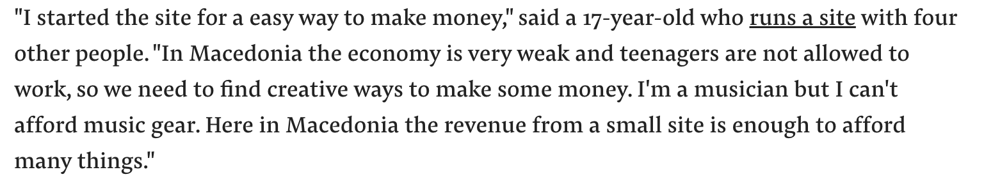 "I started the site for a easy way to make money," said a 17-year-old who runs a site with four
other people. "In Macedonia the economy is very weak and teenagers are not allowed to
work, so we need to find creative ways to make some money. I'm a musician but I can't
afford music gear. Here in Macedonia the revenue from a small site is enough to afford
many things."